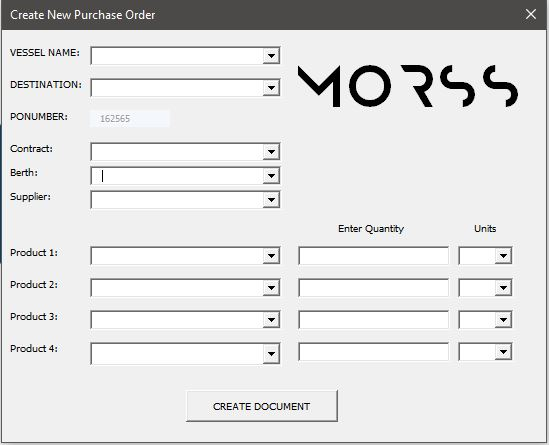 Create New Purchase Order
VESSEL NAME:
MORSS
DESTINATION:
PONUMBER: 162565
Contract:
Berth:
Supplier:
Enter Quantity Units
Product 1:
Product 2:
Product 3:
Product 4:
CREATE DOCUMENT